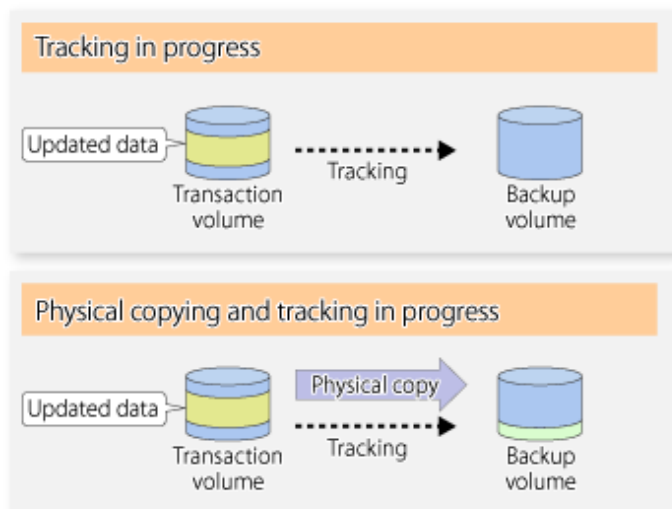 Tracking in progress
Updated data
Tracking
Transaction
volume
Backup
volume
Physical copying and tracking in progress
Physical copy
Updated data
Tracking
Transaction
volume
Backup
volume